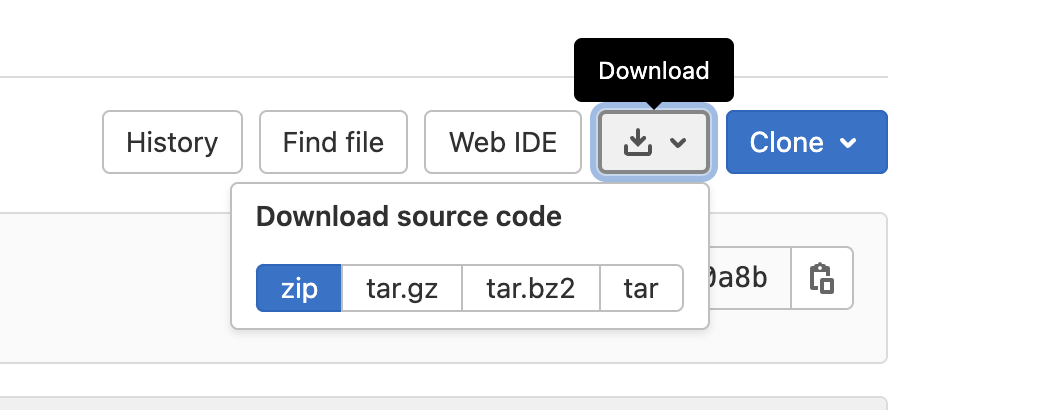 Download
History
Find file
Web IDE
Clone
Download source code
zip
tar.gz
tar.bz2
tar
0a8b